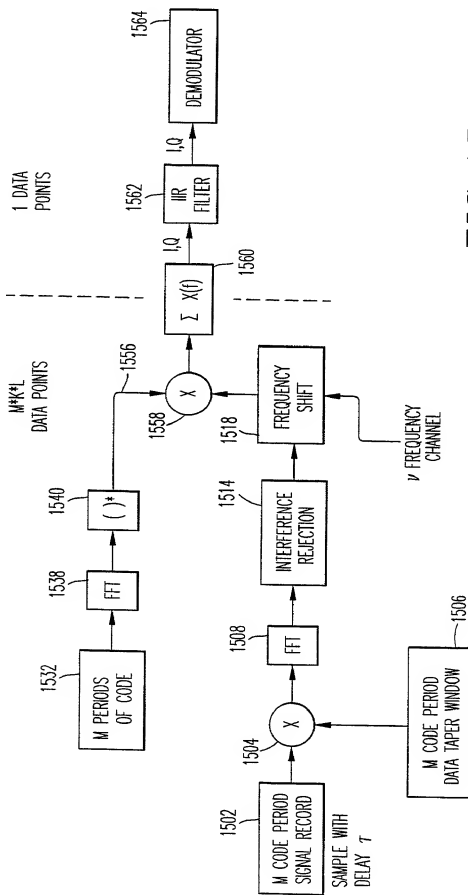 M*K*L
DATA POINTS
1 DATA
POINTS
1532
M PERIODS
OF CODE
1538
FFT
1540
( )*
1556
X
1558
Σ X(f)
1560
I,Q
1562
IIR
FILTER
I,Q
1564
DEMODULATOR
1502
M CODE PERIOD
SIGNAL RECORD
SAMPLE WITH
DELAY τ
1504
X
1508
FFT
1514
INTERFERENCE
REJECTION
1518
FREQUENCY
SHIFT
ν FREQUENCY
CHANNEL
1506
M CODE PERIOD
DATA TAPER WINDOW